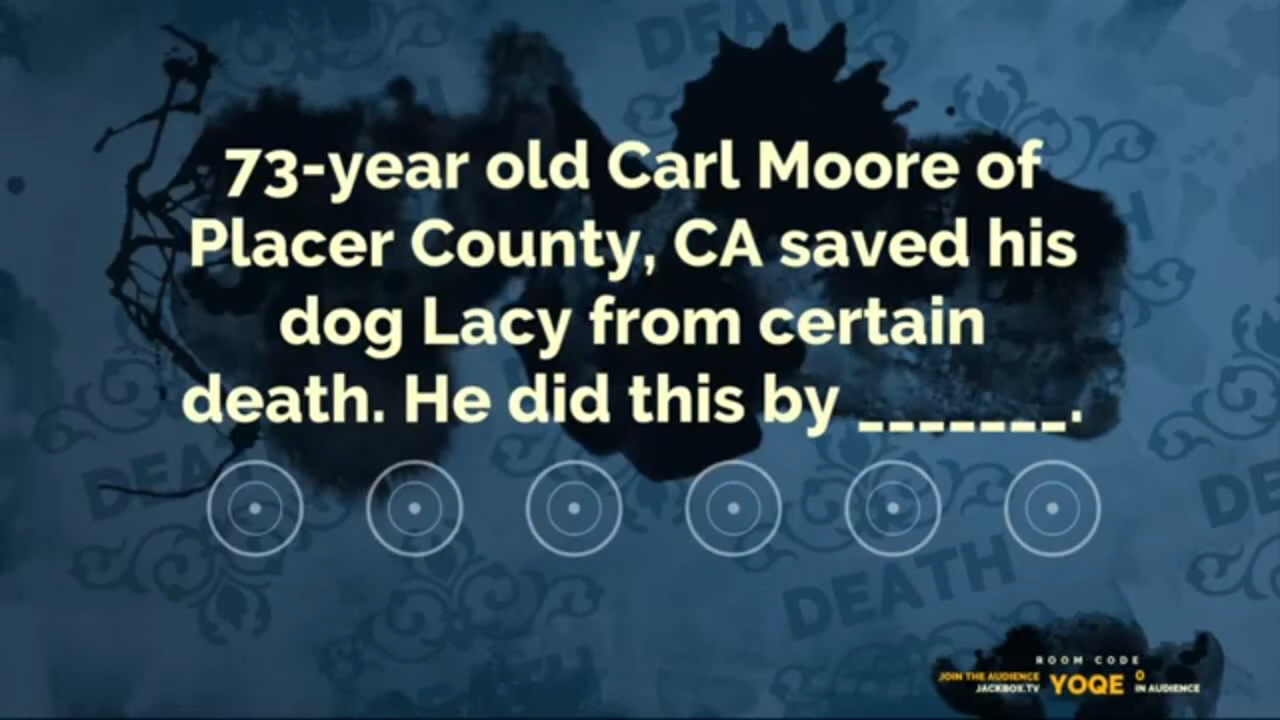 73-year old Carl Moore of
Placer County, CA saved his
dog Lacy from certain
death. He did this by _______.
DEATH
DEATH
DEATH
ROOM CODE
JOIN THE AUDIENCE
JACKBOX.TV
YOQE
0
IN AUDIENCE